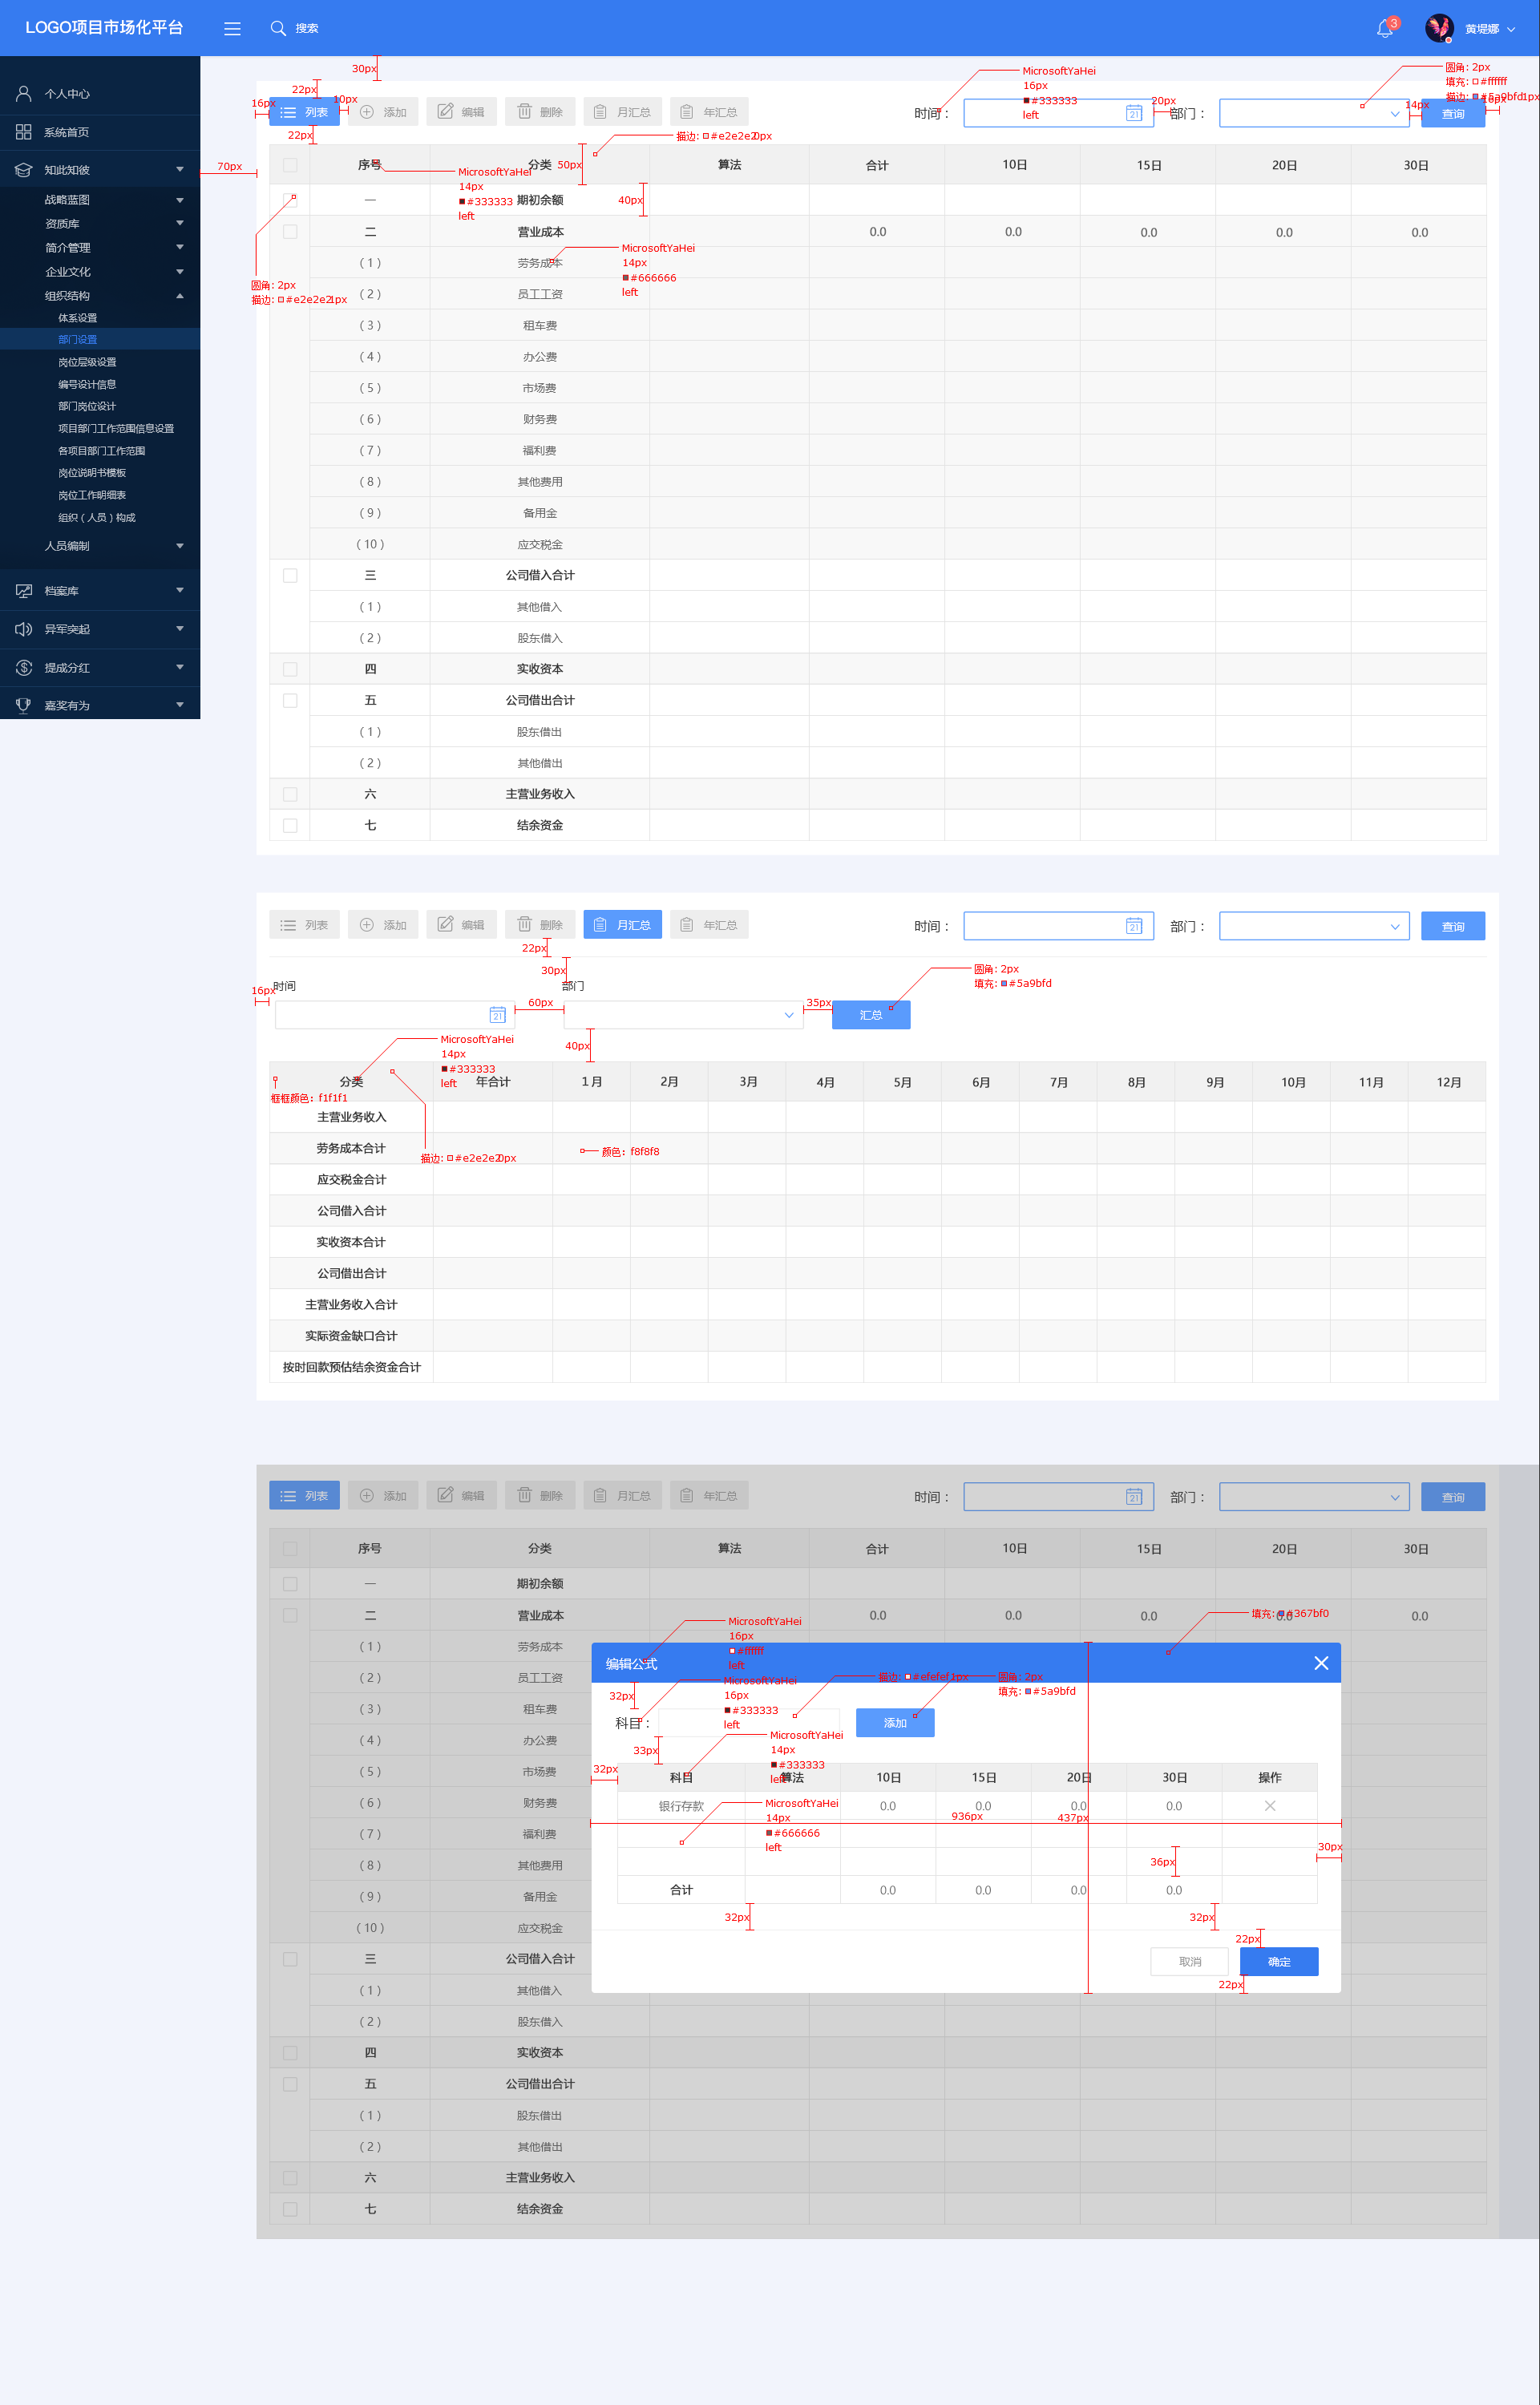 LOGO项目市场化平台
搜索
3
黄堤娜
个人中心
系统首页
知此知彼
战略蓝图
资质库
简介管理
企业文化
组织结构
体系设置
部门设置
岗位层级设置
编号设计信息
部门岗位设计
项目部门工作范围信息设置
各项目部门工作范围
岗位说明书模板
岗位工作明细表
组织（人员）构成
人员编制
档案库
异军突起
提成分红
嘉奖有为
30px
22px
16px
10px
22px
70px
列表 添加 编辑 删除 月汇总 年汇总
时间： 21 部门： 查询
MicrosoftYaHei
16px
#333333
left
20px
14px
圆角: 2px
填充: #ffffff
描边: #5a9bfd1px
描边: #e2e2e20px
50px
40px
序号 分类 算法 合计 10日 15日 20日 30日
MicrosoftYaHei
14px
#333333
left
一 期初余额
二 营业成本 0.0 0.0 0.0 0.0 0.0
MicrosoftYaHei
14px
#666666
left
圆角: 2px
描边: #e2e2e21px
（1） 劳务成本
（2） 员工工资
（3） 租车费
（4） 办公费
（5） 市场费
（6） 财务费
（7） 福利费
（8） 其他费用
（9） 备用金
（10） 应交税金
三 公司借入合计
（1） 其他借入
（2） 股东借入
四 实收资本
五 公司借出合计
（1） 股东借出
（2） 其他借出
六 主营业务收入
七 结余资金
列表 添加 编辑 删除 月汇总 年汇总
时间： 21 部门： 查询
22px
30px
16px
时间 部门
21 60px 35px 汇总
圆角: 2px
填充: #5a9bfd
40px
MicrosoftYaHei
14px
#333333
left
分类 年合计 1月 2月 3月 4月 5月 6月 7月 8月 9月 10月 11月 12月
框框颜色：f1f1f1
主营业务收入
劳务成本合计
描边: #e2e2e20px
颜色：f8f8f8
应交税金合计
公司借入合计
实收资本合计
公司借出合计
主营业务收入合计
实际资金缺口合计
按时回款预估结余资金合计
列表 添加 编辑 删除 月汇总 年汇总
时间： 21 部门： 查询
序号 分类 算法 合计 10日 15日 20日 30日
一 期初余额
二 营业成本 0.0 0.0 0.0 0.0 0.0
（1） 劳务成本
（2） 员工工资
（3） 租车费
（4） 办公费
（5） 市场费
（6） 财务费
（7） 福利费
（8） 其他费用
（9） 备用金
（10） 应交税金
三 公司借入合计
（1） 其他借入
（2） 股东借入
四 实收资本
五 公司借出合计
（1） 股东借出
（2） 其他借出
六 主营业务收入
七 结余资金
MicrosoftYaHei
16px
#ffffff
left
填充: #367bf0
编辑公式
MicrosoftYaHei
16px
#333333
left
描边: #efefef1px
圆角: 2px
填充: #5a9bfd
32px
科目： 添加
33px
32px
MicrosoftYaHei
14px
#333333
left
科目 算法 10日 15日 20日 30日 操作
银行存款 0.0 0.0 0.0 0.0
MicrosoftYaHei
14px
#666666
left
936px
437px
30px
36px
合计 0.0 0.0 0.0 0.0
32px
32px
22px
取消 确定
22px